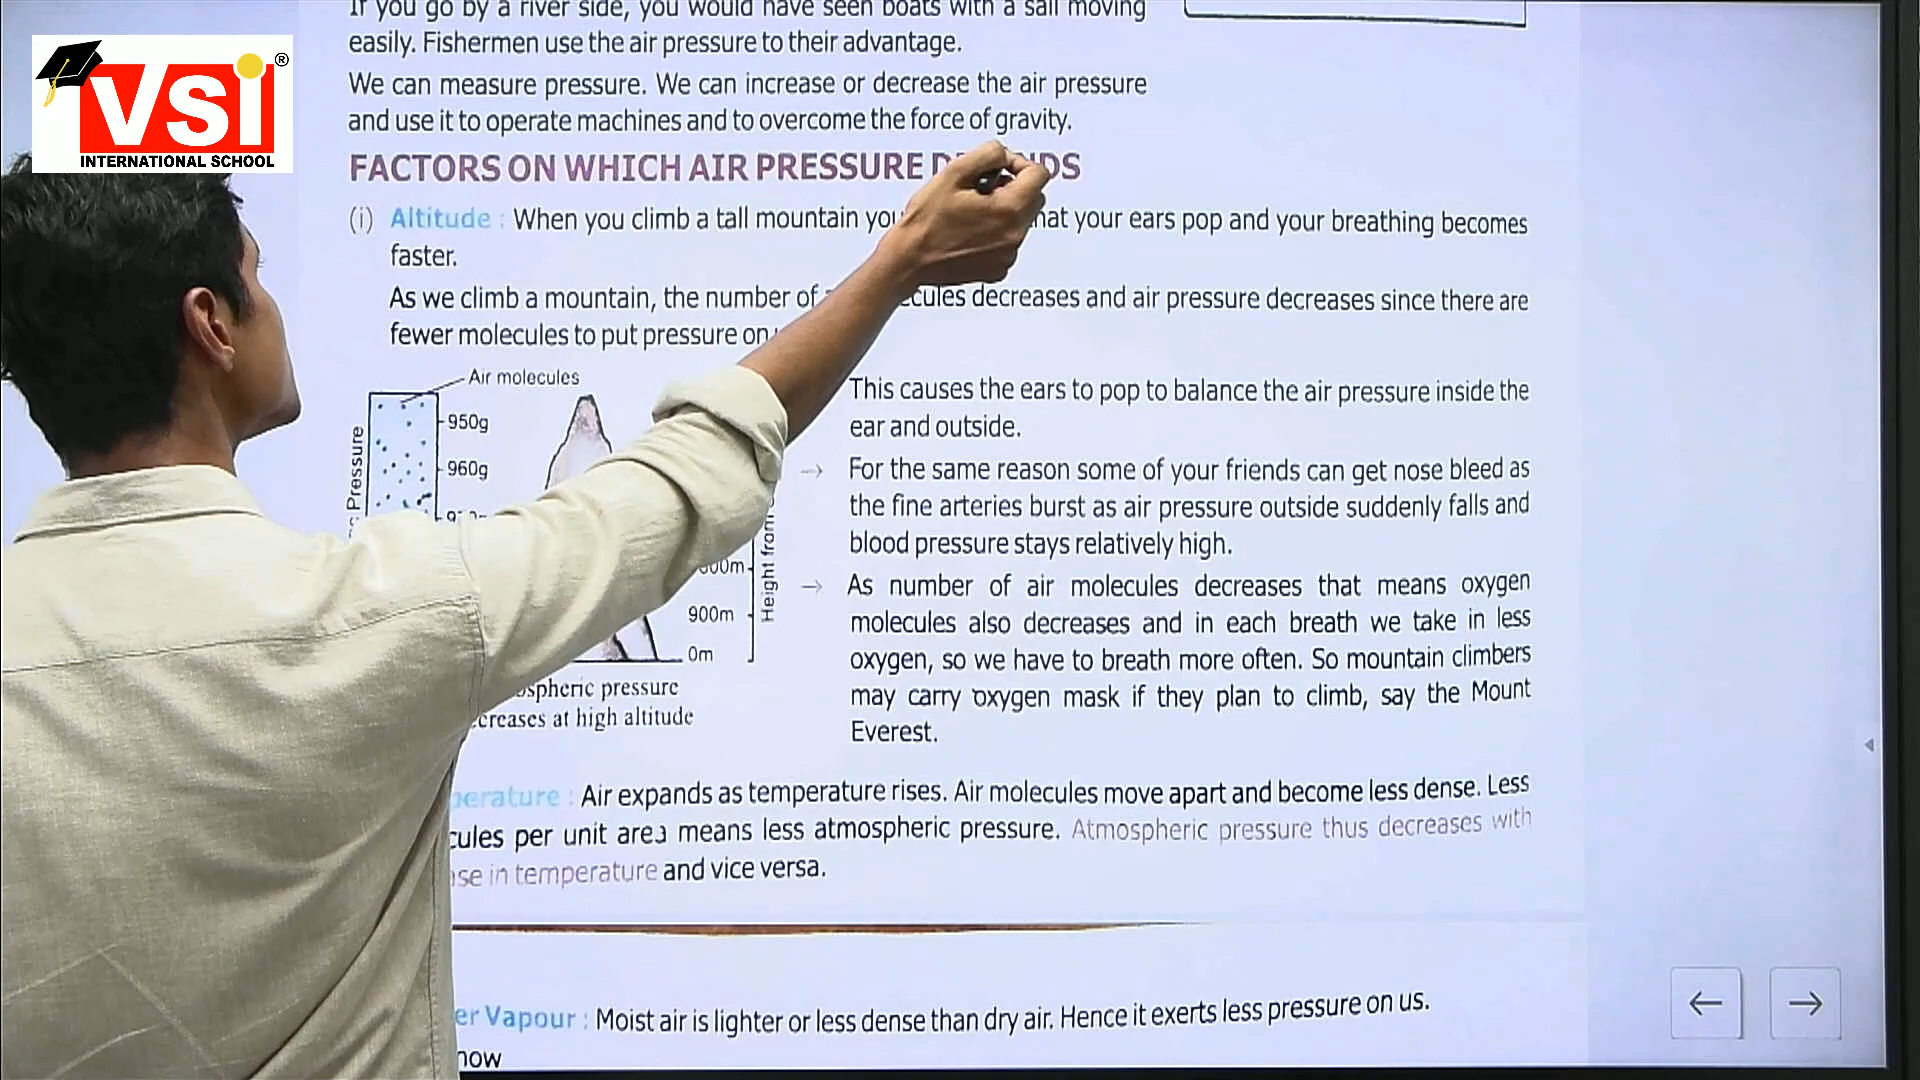 If you go by a river side, you would have seen boats with a sail moving
easily. Fishermen use the air pressure to their advantage.
We can measure pressure. We can increase or decrease the air pressure
and use it to operate machines and to overcome the force of gravity.
VSI ®
INTERNATIONAL SCHOOL
FACTORS ON WHICH AIR PRESSURE
(i) Altitude : When you climb a tall mountain your ears pop and your breathing becomes
faster.
As we climb a mountain, the number of decreases and air pressure decreases since there are
fewer molecules to put pressure on
Air molecules
950g
960g
Pressure
900m
0m
Height from
pressure
at high altitude
This causes the ears to pop to balance the air pressure inside the
ear and outside.
→ For the same reason some of your friends can get nose bleed as
the fine arteries burst as air pressure outside suddenly falls and
blood pressure stays relatively high.
→ As number of air molecules decreases that means oxygen
molecules also decreases and in each breath we take in less
oxygen, so we have to breath more often. So mountain climbers
may carry oxygen mask if they plan to climb, say the Mount
Everest.
perature : Air expands as temperature rises. Air molecules move apart and become less dense. Less
cules per unit area means less atmospheric pressure. Atmospheric pressure thus decreases with
in temperature and vice versa.
er Vapour : Moist air is lighter or less dense than dry air. Hence it exerts less pressure on us.